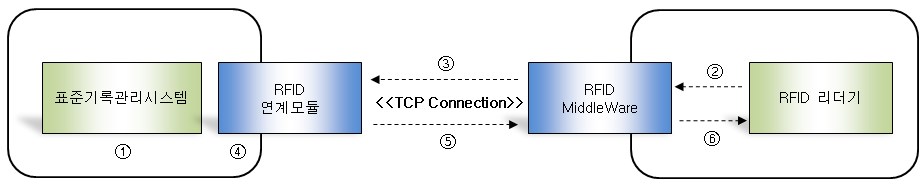 표준기록관리시스템
①
RFID
연계모듈
④
③
<<TCP Connection>>
⑤
RFID
MiddleWare
②
⑥
RFID 리더기